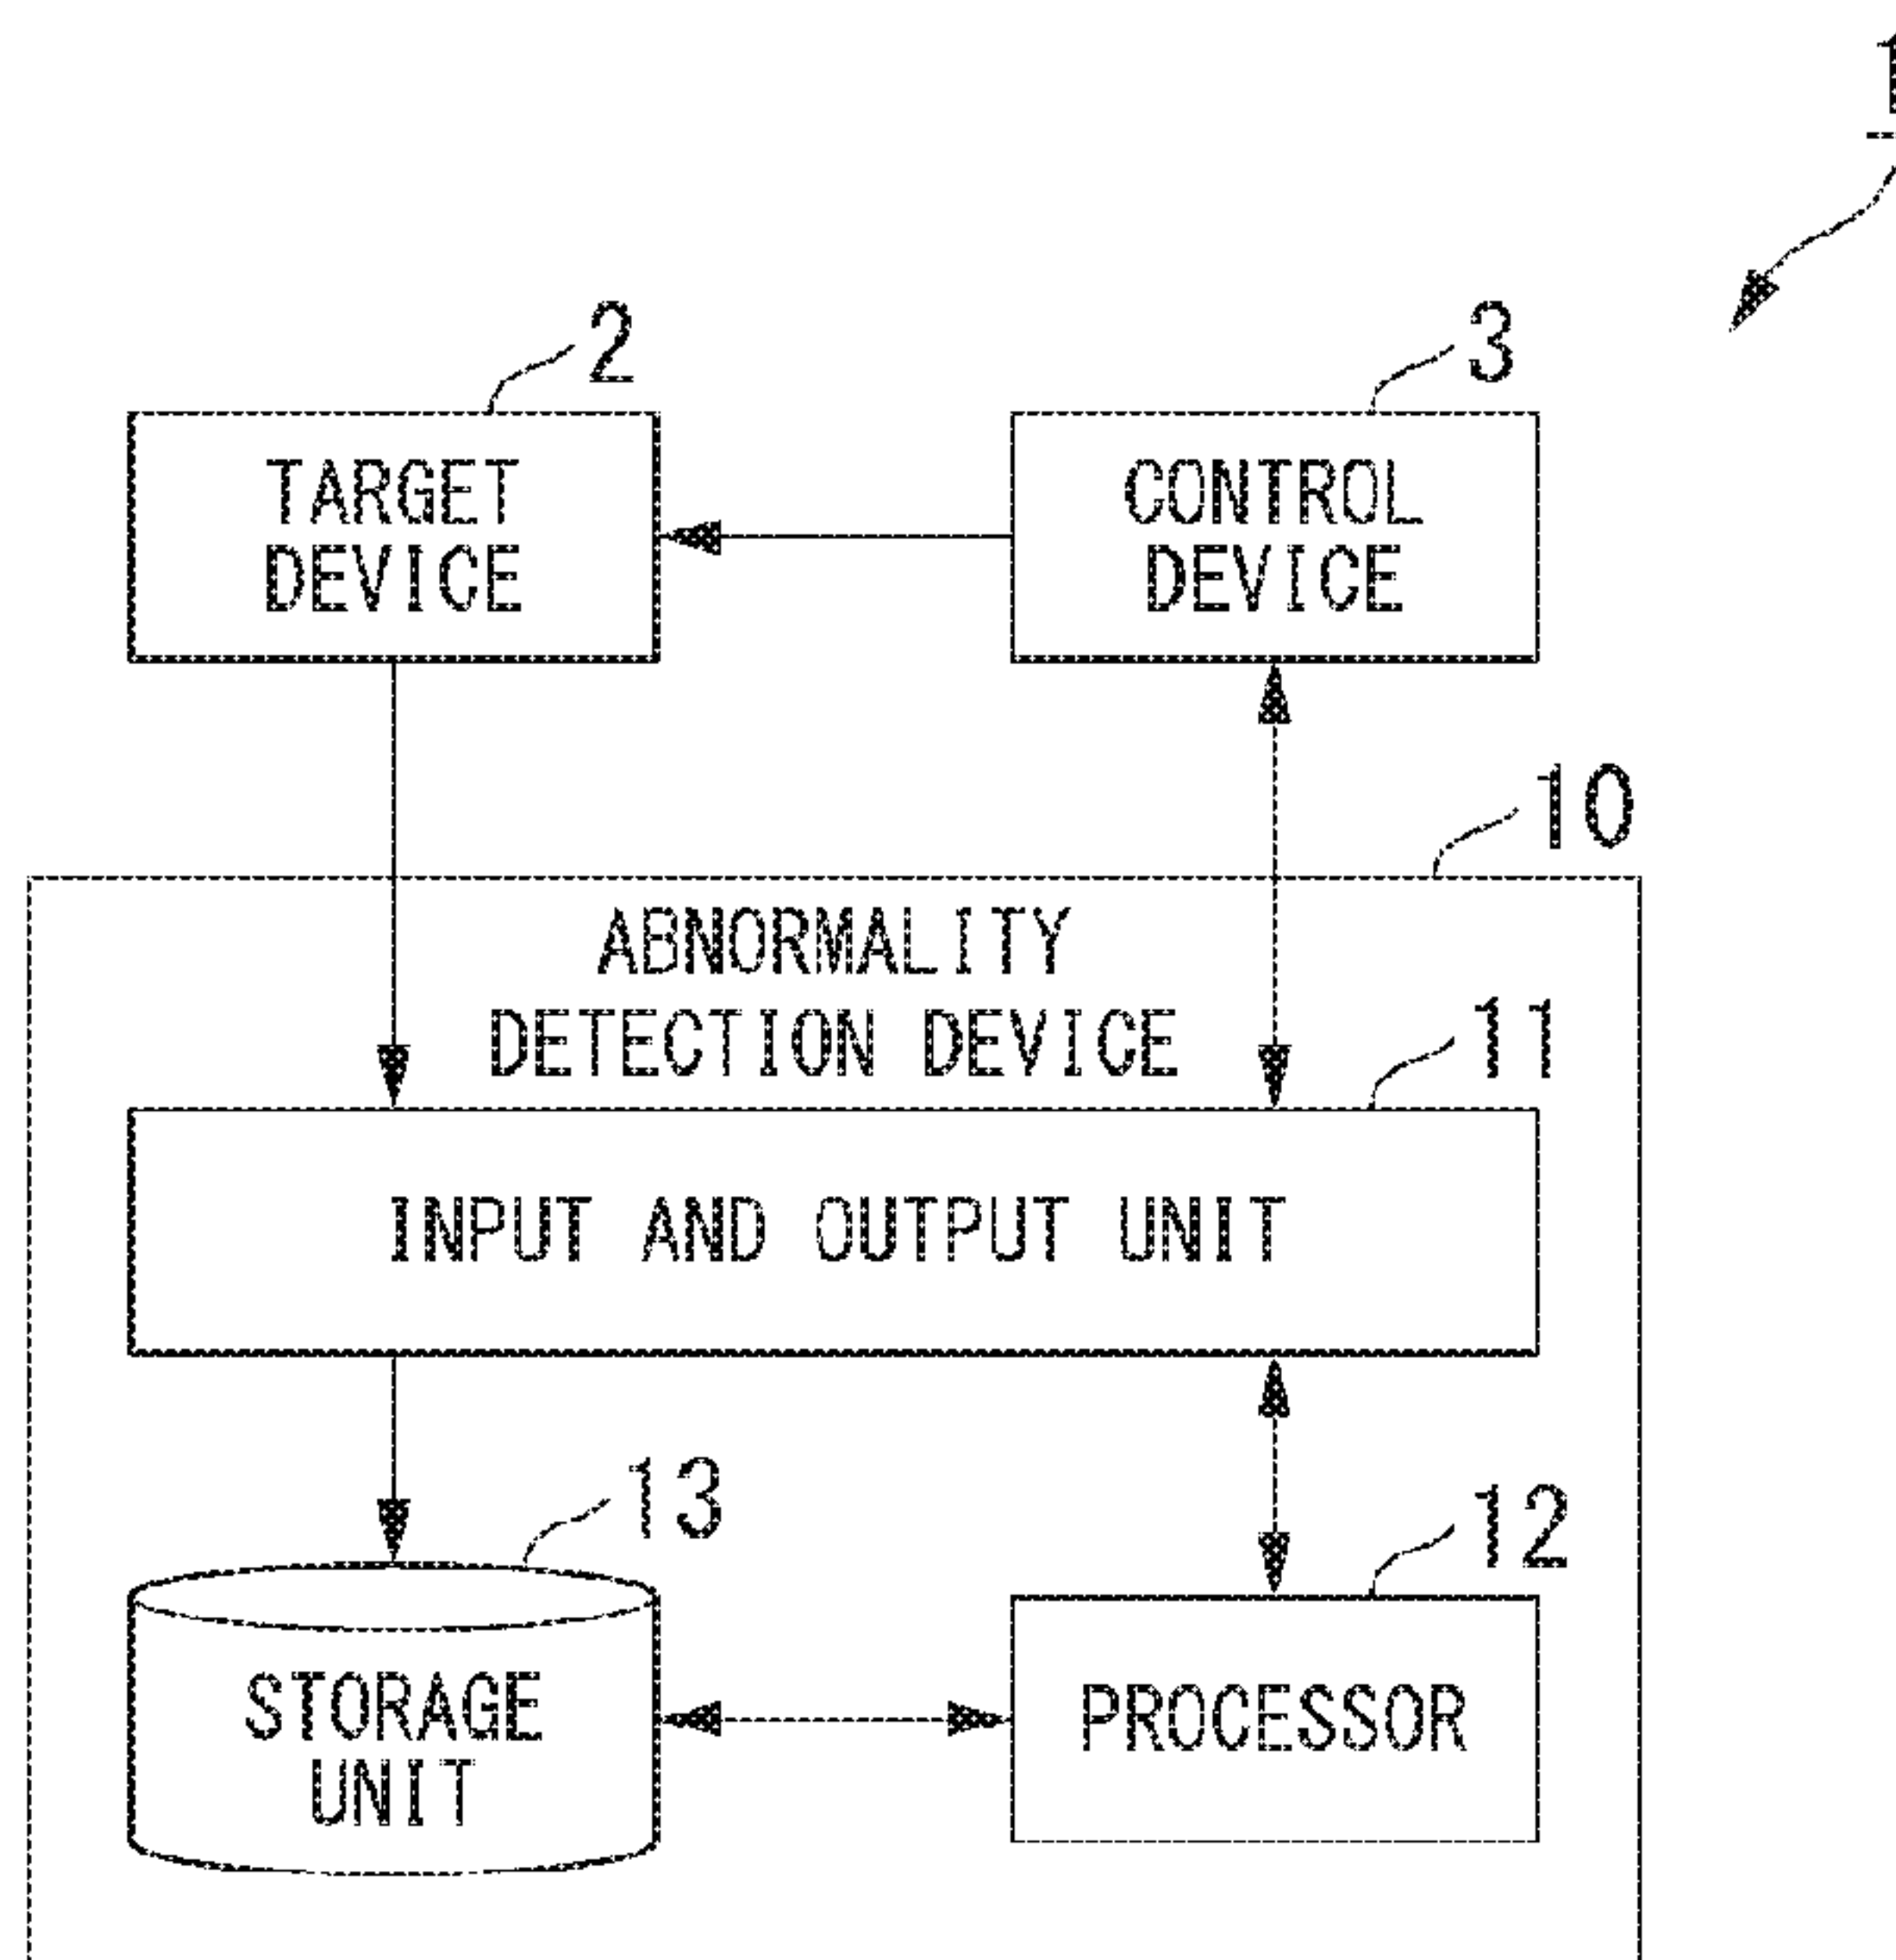 1
2
3
TARGET
DEVICE
CONTROL
DEVICE
10
ABNORMALITY
DETECTION DEVICE
11
INPUT AND OUTPUT UNIT
13
12
STORAGE
UNIT
PROCESSOR